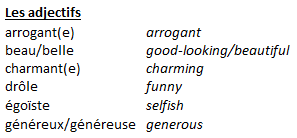 Les adjectifs
arrogant(e) arrogant
beau/belle good-looking/beautiful
charmant(e) charming
drôle funny
égoïste selfish
généreux/généreuse generous